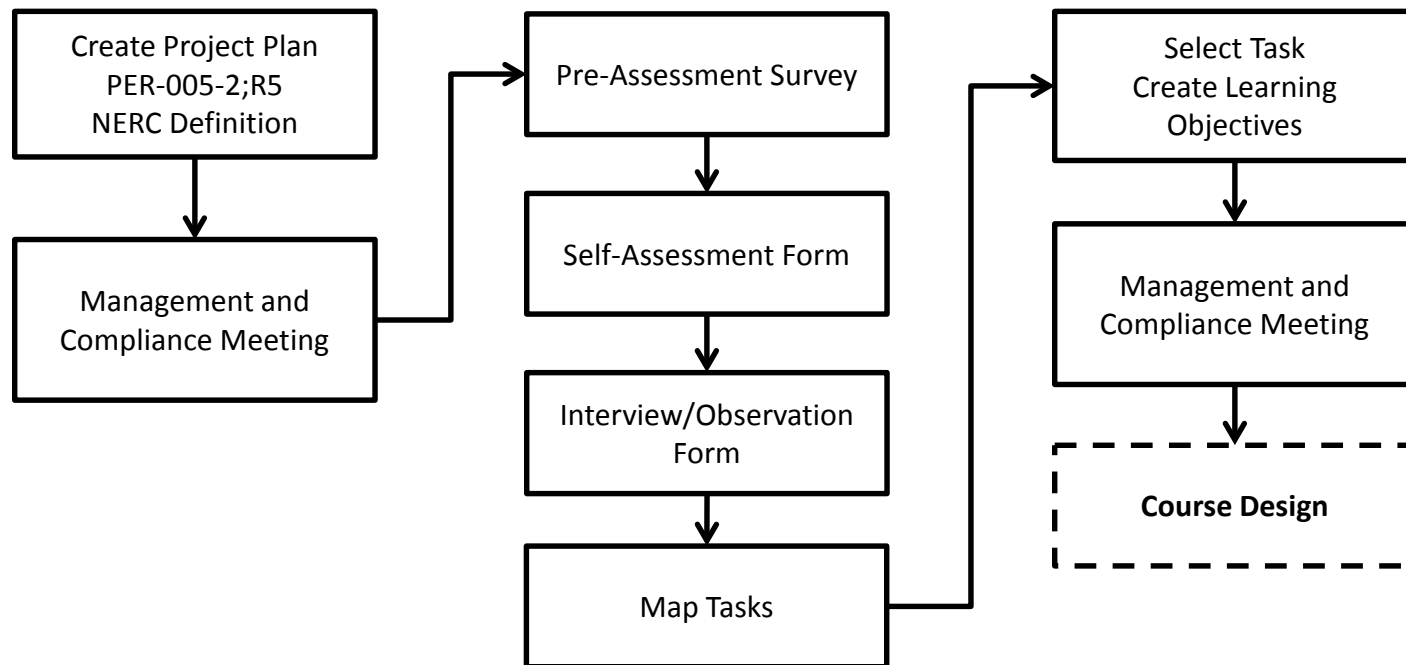 Create Project Plan
PER-005-2;R5
NERC Definition
Management and
Compliance Meeting
Pre-Assessment Survey
Self-Assessment Form
Interview/Observation
Form
Map Tasks
Select Task
Create Learning
Objectives
Management and
Compliance Meeting
Course Design